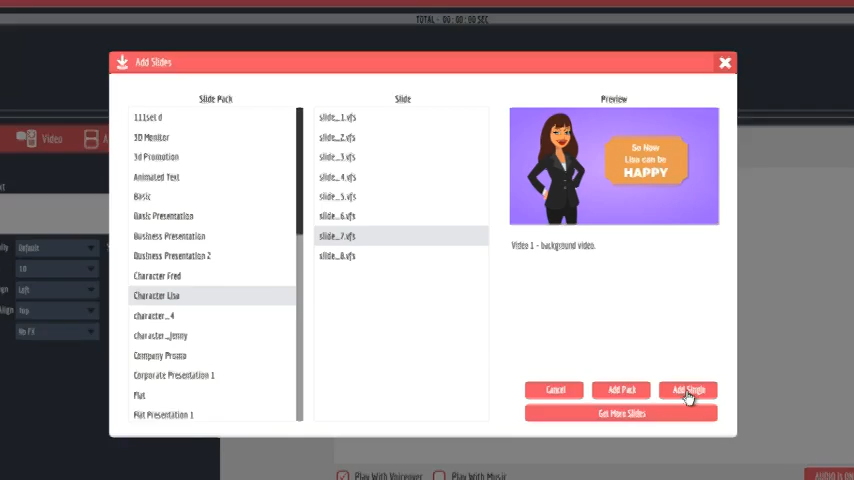 TOTAL - 00:00:00 SEC
Add Slides
Slide Pack
Slide
Preview
111set d
3D Monitor
3d Promotion
Animated Text
Basic
Basic Presentation
Business Presentation
Business Presentation 2
Character Fred
Character Lisa
character_4
character_jenny
Company Promo
Corporate Presentation 1
Flat
Flat Presentation 1
slide_1.vfs
slide_2.vfs
slide_3.vfs
slide_4.vfs
slide_5.vfs
slide_6.vfs
slide_7.vfs
slide_8.vfs
So Now
Lisa can be
HAPPY
Video 1 - background video.
Cancel
Add Pack
Add Single
Get More Slides
Video
Default
10
Left
Top
No FX
Play With Voiceover
Play With Music
AUDIO IS ON